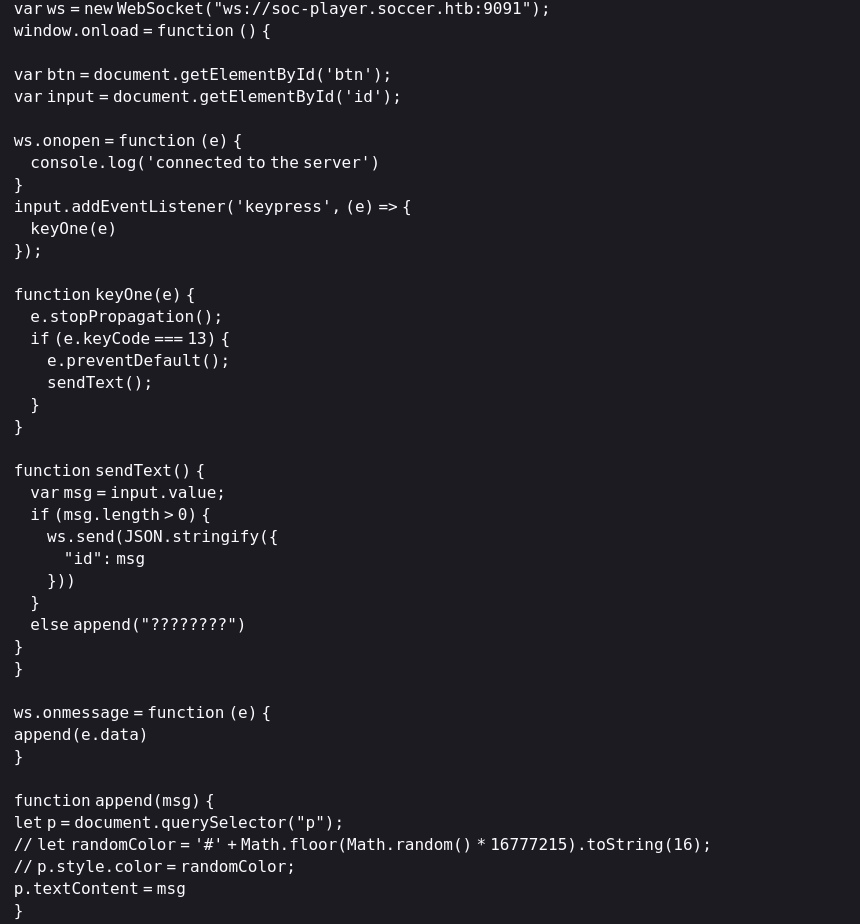 var ws = new WebSocket("ws://soc-player.soccer.htb:9091");
window.onload = function () {
var btn = document.getElementById('btn');
var input = document.getElementById('id');
ws.onopen = function (e) {
console.log('connected to the server')
}
input.addEventListener('keypress', (e) => {
keyOne(e)
});
function keyOne(e) {
e.stopPropagation();
if (e.keyCode === 13) {
e.preventDefault();
sendText();
}
}
function sendText() {
var msg = input.value;
if (msg.length > 0) {
ws.send(JSON.stringify({
"id": msg
}))
}
else append("????????")
}
}
ws.onmessage = function (e) {
append(e.data)
}
function append(msg) {
let p = document.querySelector("p");
// let randomColor = '#' + Math.floor(Math.random() * 16777215).toString(16);
// p.style.color = randomColor;
p.textContent = msg
}